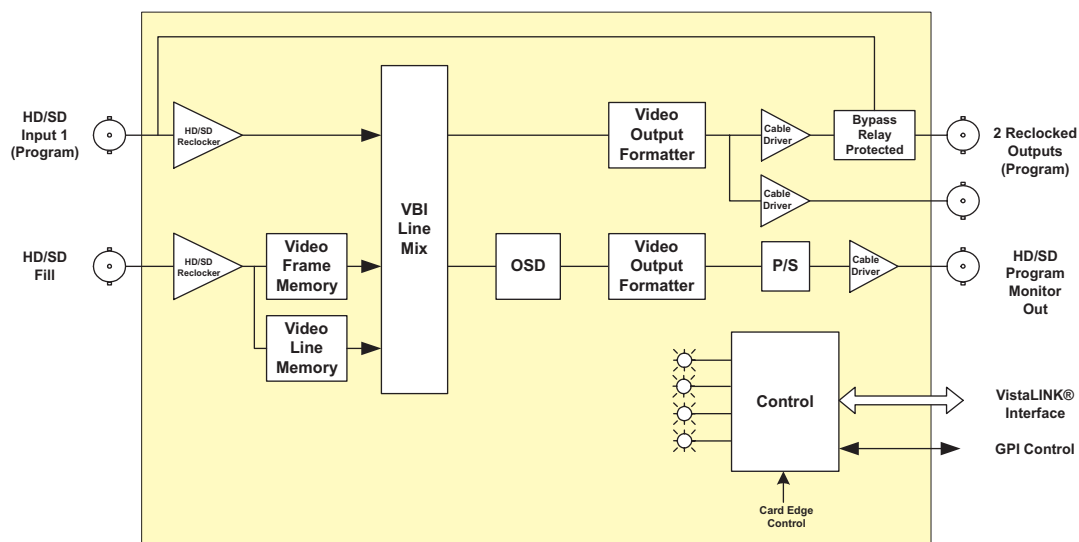 HD/SD
Input 1
(Program)
HD/SD
Reclocker
VBI
Line
Mix
Video
Output
Formatter
Cable
Driver
Bypass
Relay
Protected
2 Reclocked
Outputs
(Program)
Cable
Driver
HD/SD
Fill
HD/SD
Reclocker
Video
Frame
Memory
Video
Line
Memory
OSD
Video
Output
Formatter
P/S
Cable
Driver
HD/SD
Program
Monitor
Out
Control
VistaLINK®
Interface
GPI Control
Card Edge
Control